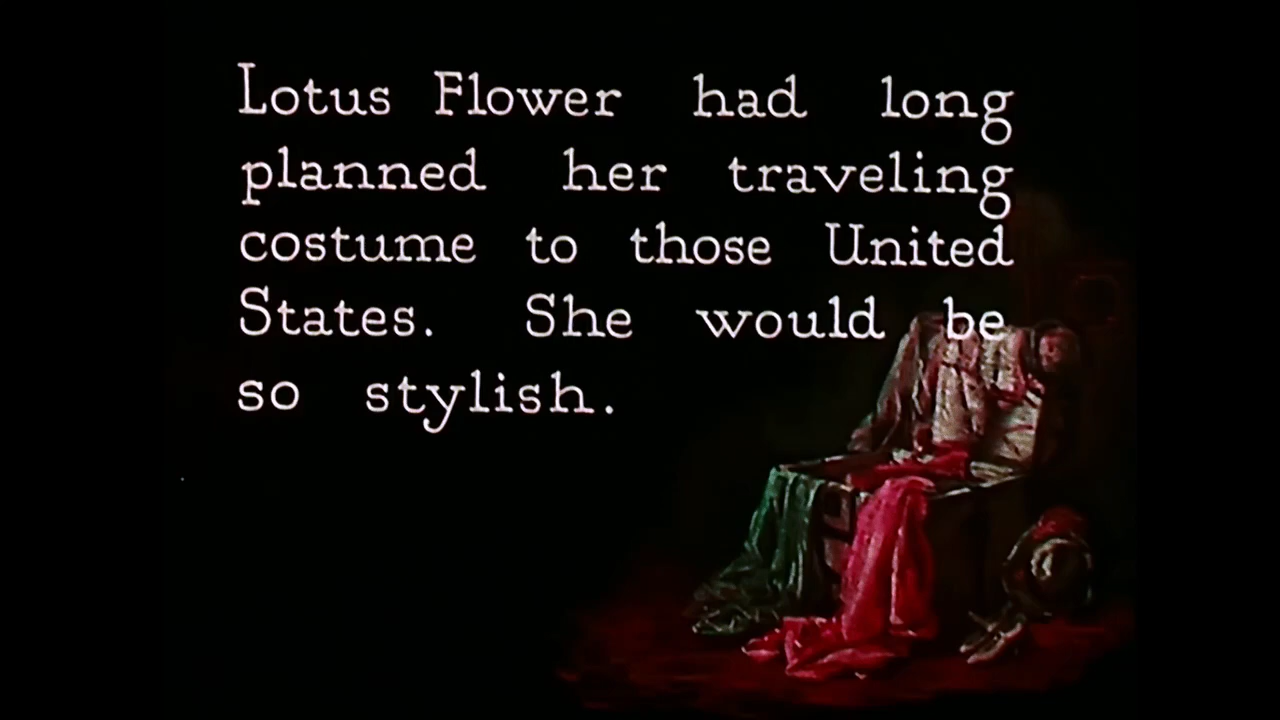 Lotus Flower had long
planned her traveling
costume to those United
States. She would be
so stylish.